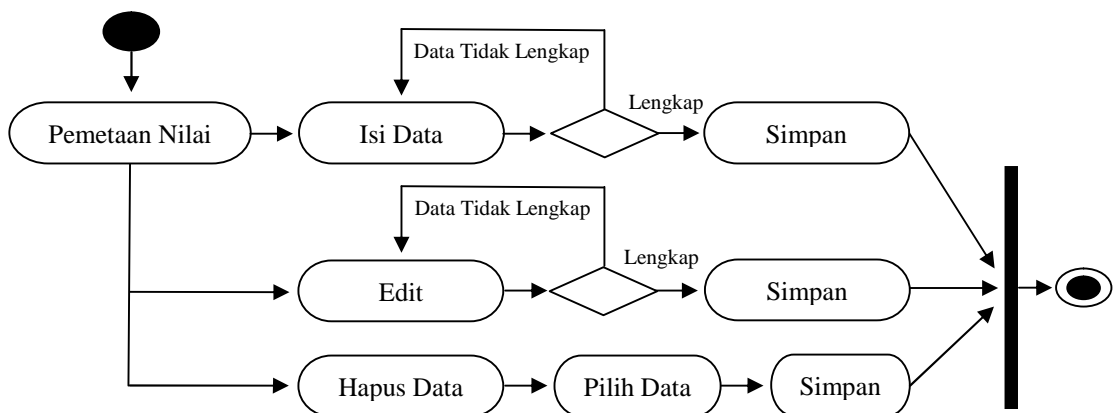 Data Tidak Lengkap
Lengkap
Pemetaan Nilai
Isi Data
Simpan
Data Tidak Lengkap
Lengkap
Edit
Simpan
Hapus Data
Pilih Data
Simpan